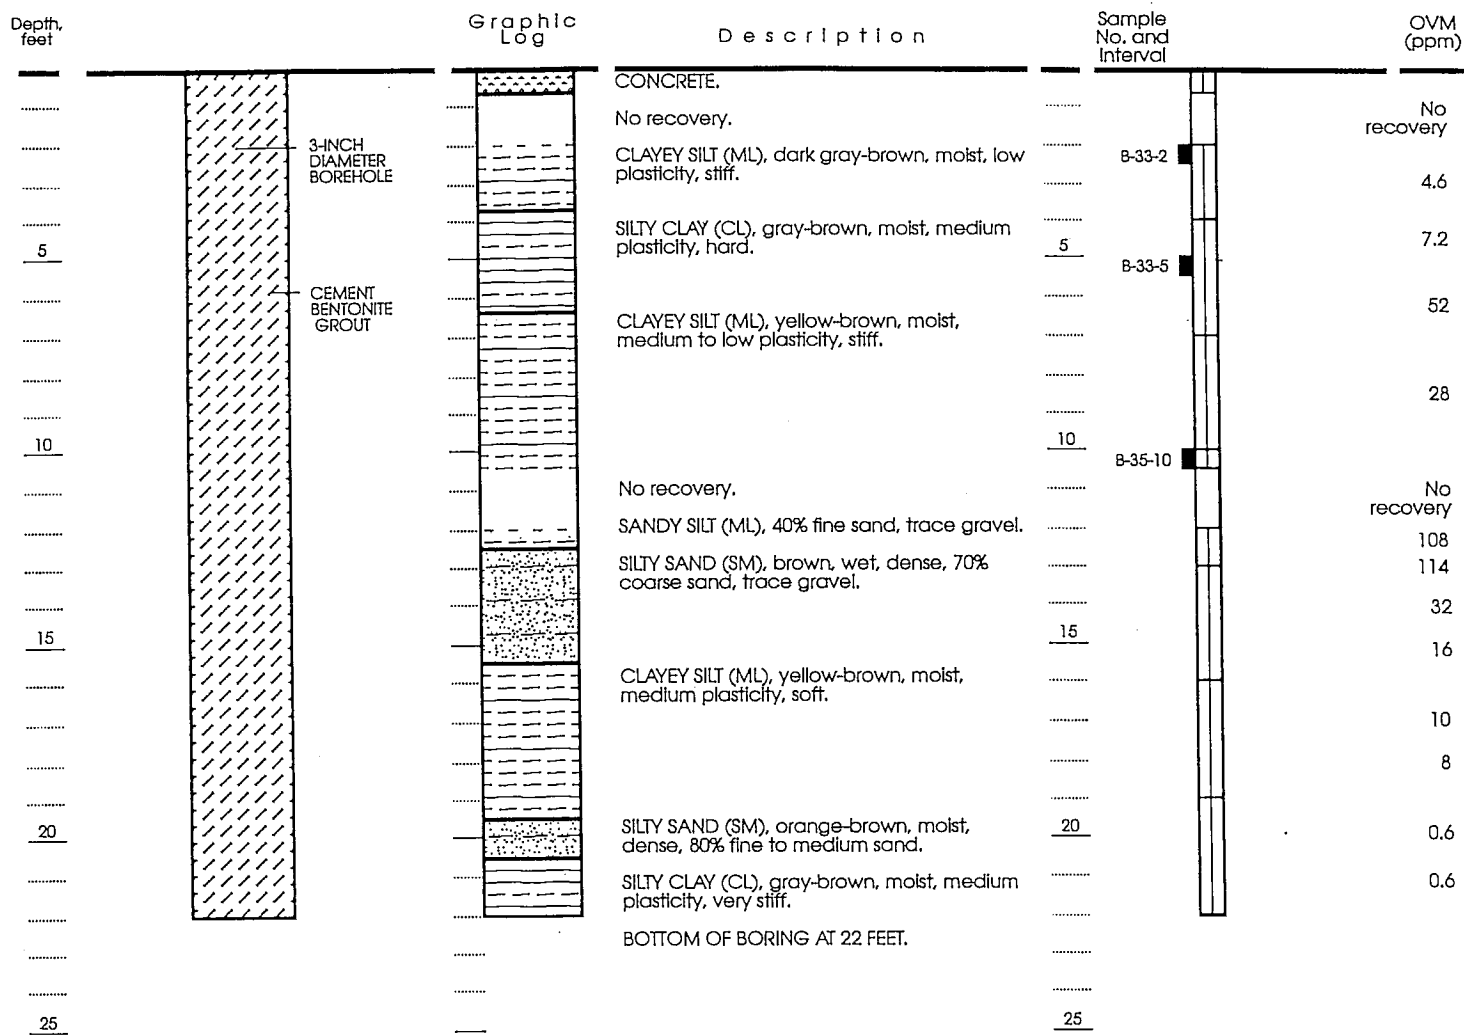 Depth, feet
Graphic Log
Description
Sample No. and Interval
OVM (ppm)
CONCRETE.
No recovery.
No recovery
3-INCH
DIAMETER
BOREHOLE
CLAYEY SILT (ML), dark gray-brown, moist, low
plasticity, stiff.
B-33-2
4.6
SILTY CLAY (CL), gray-brown, moist, medium
plasticity, hard.
7.2
5
5
B-33-5
CEMENT
BENTONITE
GROUT
52
CLAYEY SILT (ML), yellow-brown, moist,
medium to low plasticity, stiff.
28
10
10
B-35-10
No recovery.
No recovery
SANDY SILT (ML), 40% fine sand, trace gravel.
108
SILTY SAND (SM), brown, wet, dense, 70%
coarse sand, trace gravel.
114
32
15
15
16
CLAYEY SILT (ML), yellow-brown, moist,
medium plasticity, soft.
10
8
SILTY SAND (SM), orange-brown, moist,
dense, 80% fine to medium sand.
20
20
0.6
SILTY CLAY (CL), gray-brown, moist, medium
plasticity, very stiff.
0.6
BOTTOM OF BORING AT 22 FEET.
25
25